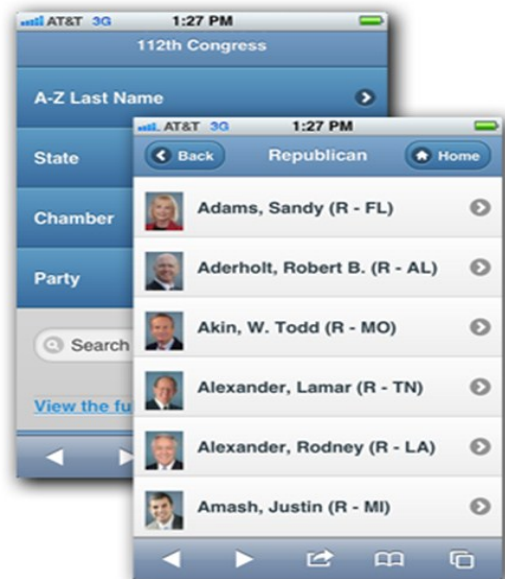 AT&T 3G 1:27 PM
112th Congress
A-Z Last Name
State
Chamber
Party
Search
View the fu
AT&T 3G 1:27 PM
Back Republican Home
Adams, Sandy (R - FL)
Aderholt, Robert B. (R - AL)
Akin, W. Todd (R - MO)
Alexander, Lamar (R - TN)
Alexander, Rodney (R - LA)
Amash, Justin (R - MI)